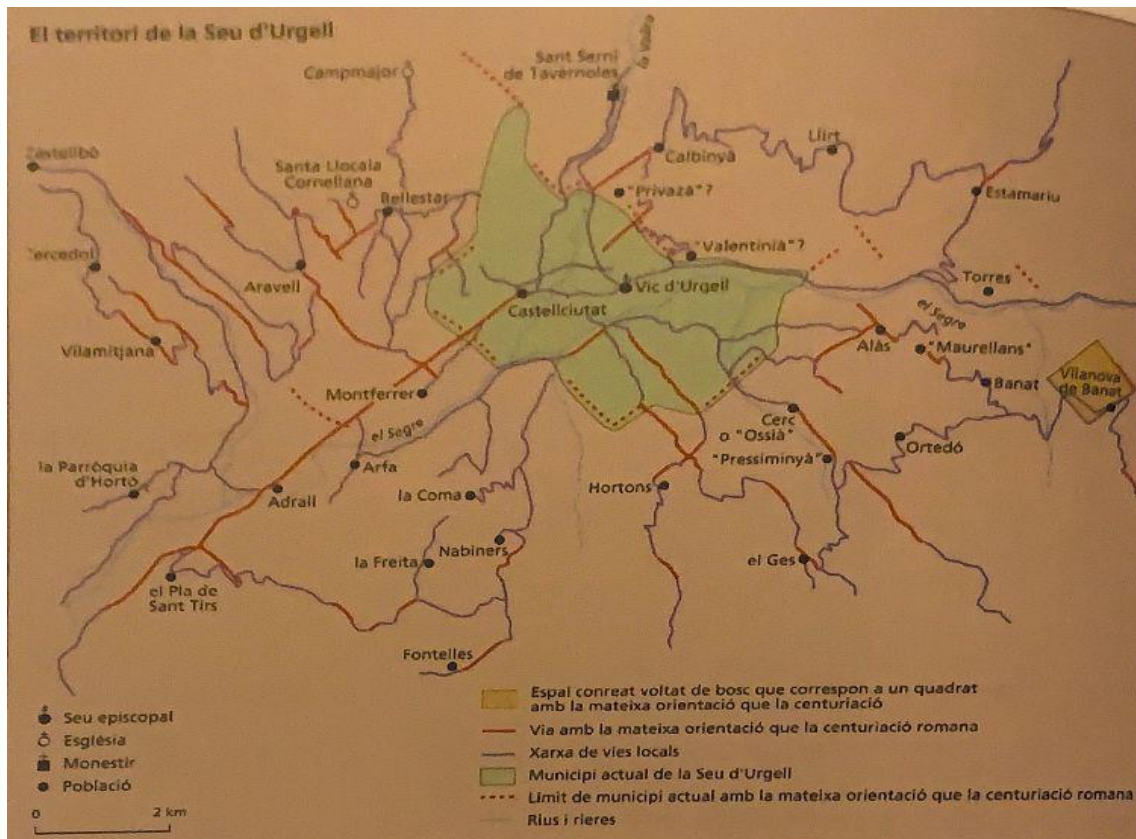 El territori de la Seu d'Urgell
Campmajor
Sant Serni
de Tavèrnoles
la Valira
Castellbò
Santa Llocaia
Cornellana
Bellestar
Calbinyà
Llirt
"Privazà"?
Estamariu
Cercedol
Aravell
"Valentinià"?
Vic d'Urgell
Castellciutat
Torres
el Segre
Vilamitjana
Alàs
"Maurellans"
Montferrer
Banat
Vilanova
de Banat
el Segre
Cerc
o "Ossià"
"Pressiminyà"
Ortedó
la Parròquia
d'Hortó
Arfa
Adrall
la Coma
Hortons
la Freita
Nabiners
el Ges
el Pla de
Sant Tirs
Fontelles
Seu episcopal
Església
Monestir
Població
0 2 km
Espai conreat voltat de bosc que correspon a un quadrat
amb la mateixa orientació que la centuriació
Via amb la mateixa orientació que la centuriació romana
Xarxa de vies locals
Municipi actual de la Seu d'Urgell
Límit de municipi actual amb la mateixa orientació que la centuriació romana
Rius i rieres